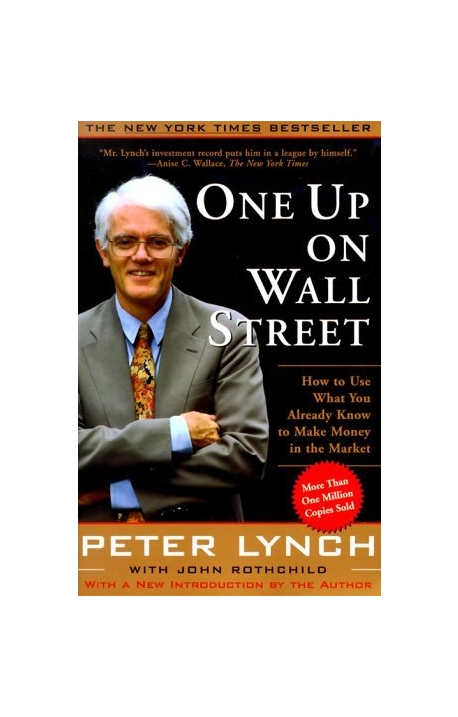 THE NEW YORK TIMES BESTSELLER
"Mr. Lynch's investment record puts him in a league by himself."
—Anise C. Wallace, The New York Times
ONE UP
ON
WALL
STREET
How to Use
What You
Already Know
to Make Money
in the Market
More Than
One Million
Copies Sold
PETER LYNCH
WITH JOHN ROTHCHILD
WITH A NEW INTRODUCTION BY THE AUTHOR